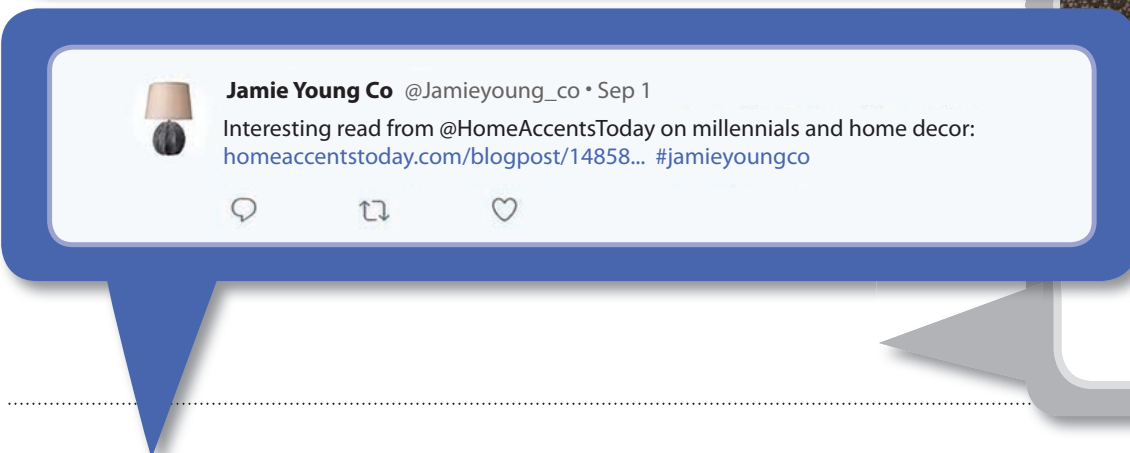 Jamie Young Co @Jamieyoung_co • Sep 1
Interesting read from @HomeAccentsToday on millennials and home decor:
homeaccentstoday.com/blogpost/14858... #jamieyoungco